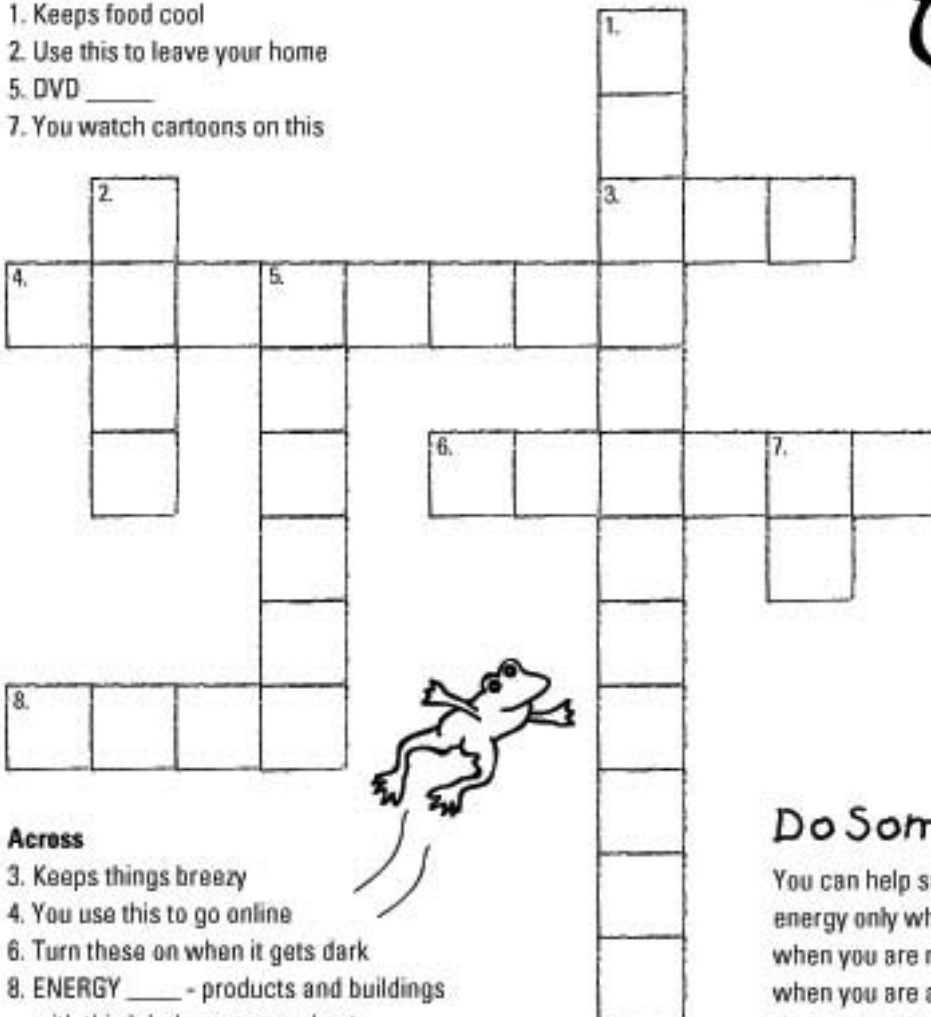 1. Keeps food cool
2. Use this to leave your home
5. DVD _____
7. You watch cartoons on this
1.
2.
3.
4.
5.
6.
7.
8.
Across
3. Keeps things breezy
4. You use this to go online
6. Turn these on when it gets dark
8. ENERGY ____ - products and buildings
Do Som
You can help s
energy only wh
when you are
when you are a